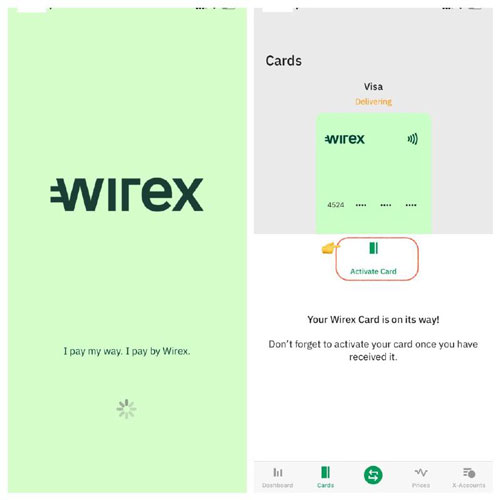 wirex
I pay my way. I pay by Wirex.
Cards
Visa
Delivering
wirex
4524 •••• •••• ••••
Activate Card
Your Wirex Card is on its way!
Don't forget to activate your card once you have
received it.
Dashboard
Cards
Prices
X-Accounts